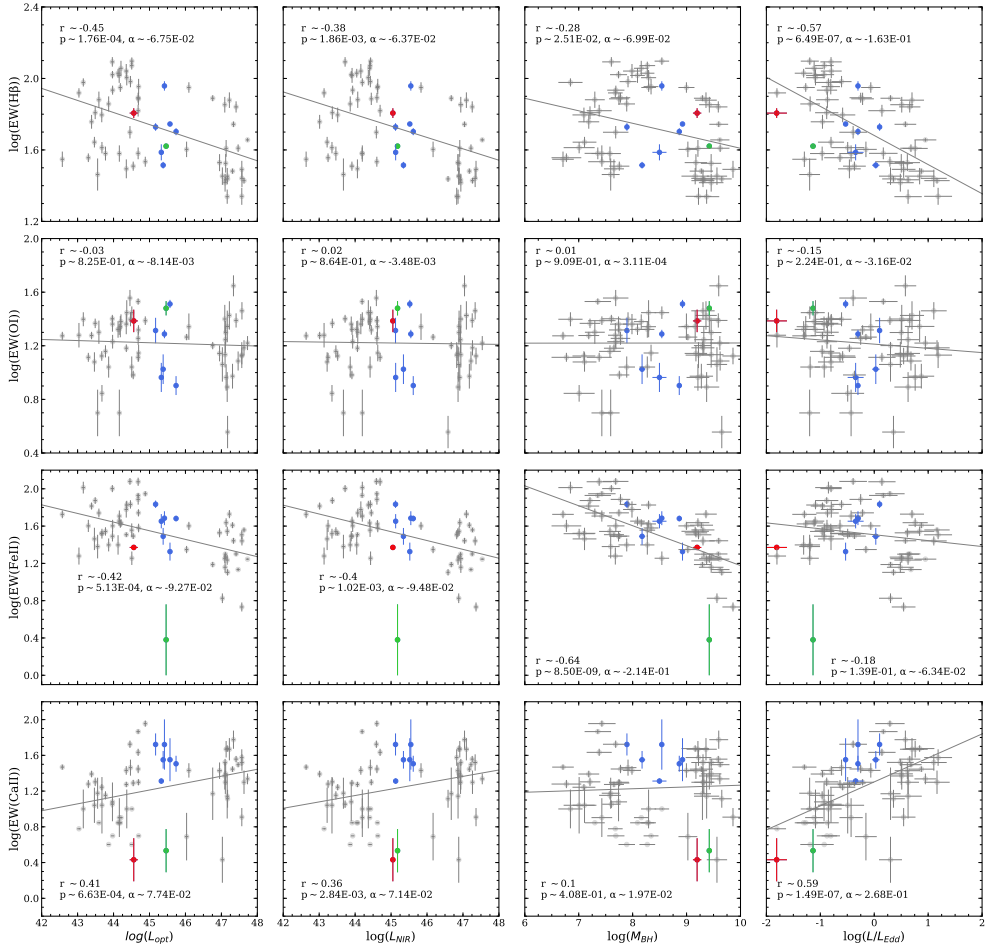 r ~-0.45
p~1.76E-04, α~-6.75E-02
r ~-0.38
p~1.86E-03, α~-6.37E-02
r ~-0.28
p~2.51E-02, α~-6.99E-02
r ~-0.57
p~6.49E-07, α~-1.63E-01
2.4
2.0
1.6
1.2
log(EW(Hβ))
r ~-0.03
p~8.25E-01, α~-8.14E-03
r ~0.02
p~8.64E-01, α~-3.48E-03
r ~0.01
p~9.09E-01, α~3.11E-04
r ~-0.15
p~2.24E-01, α~-3.16E-02
2.0
1.6
1.2
0.8
0.4
log(EW(OI))
r ~-0.42
p~5.13E-04, α~-9.27E-02
r ~-0.4
p~1.02E-03, α~-9.48E-02
r ~-0.64
p~8.50E-09, α~-2.14E-01
r ~-0.18
p~1.39E-01, α~-6.34E-02
2.0
1.6
1.2
0.8
0.4
0.0
log(EW(FeII))
r ~0.41
p~6.63E-04, α~7.74E-02
r ~0.36
p~2.84E-03, α~7.14E-02
r ~0.1
p~4.08E-01, α~1.97E-02
r ~0.59
p~1.49E-07, α~2.68E-01
2.0
1.6
1.2
0.8
0.4
0.0
log(EW(CaII))
42 43 44 45 46 47 48
42 43 44 45 46 47 48
6 7 8 9 10
-2 -1 0 1 2
log(L_opt)
log(L_NIR)
log(M_BH)
log(L/L_Edd)